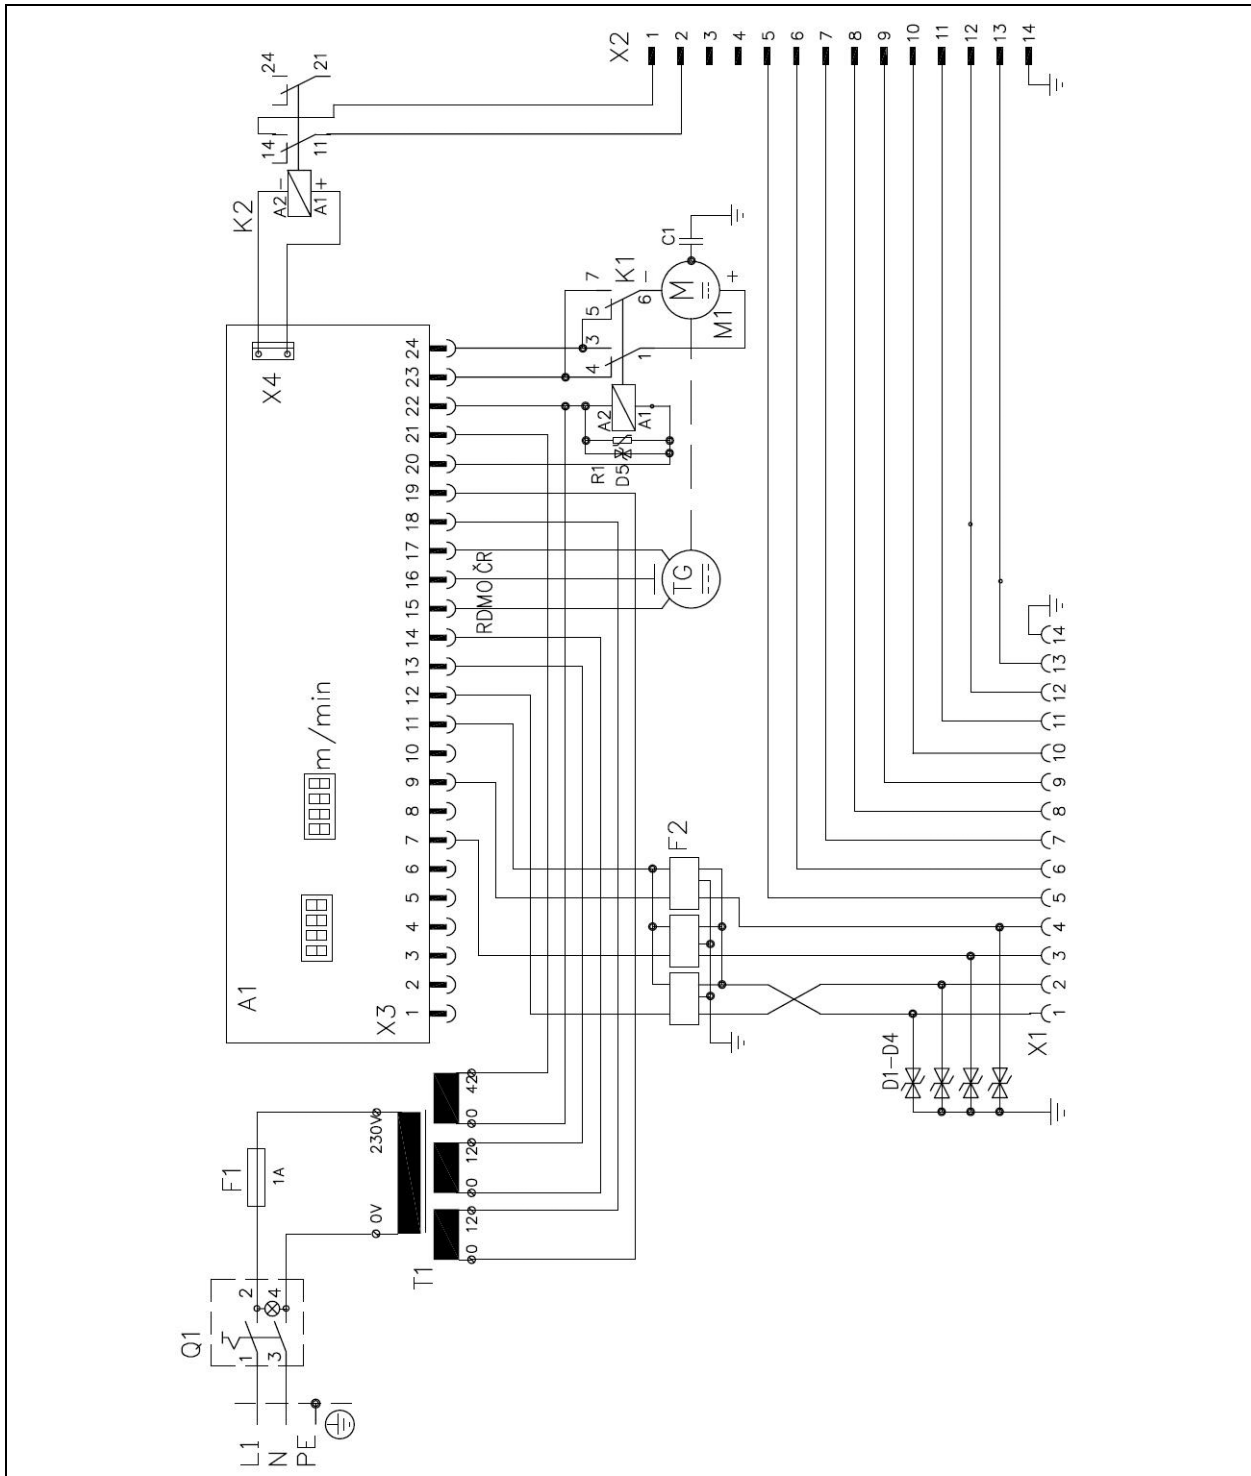 L1
N
PE
Q1
1 2
3 4
F1
1A
0V 230V
T1
0 12 0 12 0 42
A1
m/min
X4
X3
1 2 3 4 5 6 7 8 9 10 11 12 13 14 15 16 17 18 19 20 21 22 23 24
RDMO ČR
K2
A2 -
A1 +
14 24
11 21
R1
D5
A2
A1
4 3 5 7
K1
1 6 -
C1
M
M1 +
TG
F2
D1-D4
X1
1 2 3 4 5 6 7 8 9 10 11 12 13 14
X2
1
2
3
4
5
6
7
8
9
10
11
12
13
14